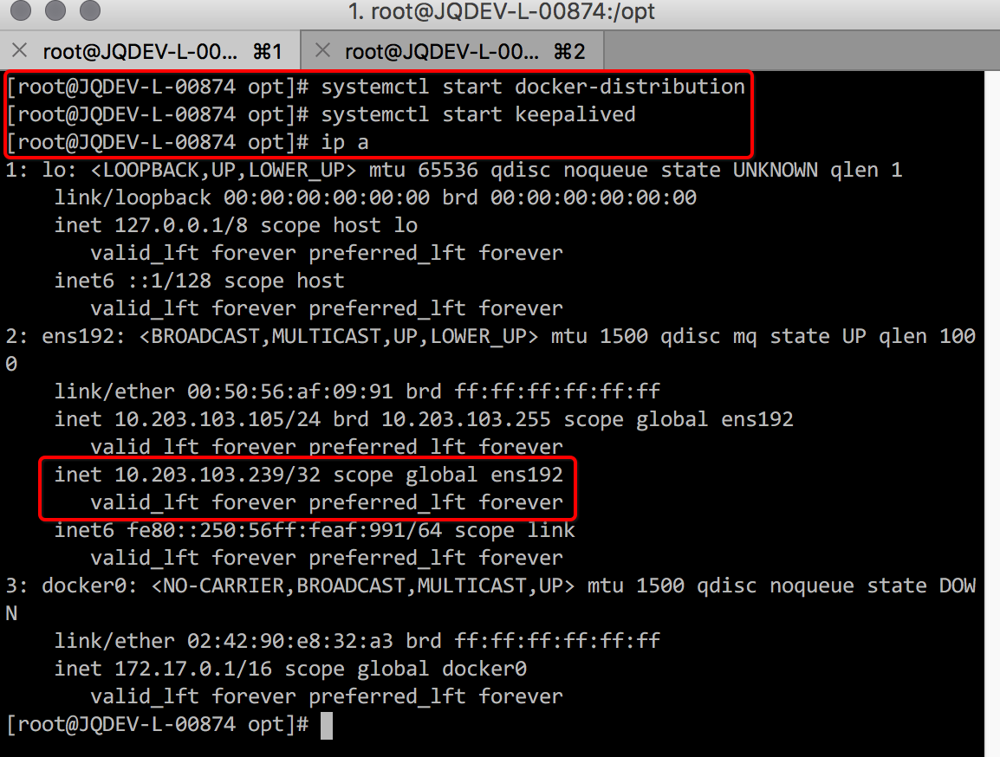 1. root@JQDEV-L-00874:/opt
root@JQDEV-L-00... ⌘1 root@JQDEV-L-00... ⌘2
[root@JQDEV-L-00874 opt]# systemctl start docker-distribution
[root@JQDEV-L-00874 opt]# systemctl start keepalived
[root@JQDEV-L-00874 opt]# ip a
1: lo: <LOOPBACK,UP,LOWER_UP> mtu 65536 qdisc noqueue state UNKNOWN qlen 1
    link/loopback 00:00:00:00:00:00 brd 00:00:00:00:00:00
    inet 127.0.0.1/8 scope host lo
       valid_lft forever preferred_lft forever
    inet6 ::1/128 scope host
       valid_lft forever preferred_lft forever
2: ens192: <BROADCAST,MULTICAST,UP,LOWER_UP> mtu 1500 qdisc mq state UP qlen 100
0
    link/ether 00:50:56:af:09:91 brd ff:ff:ff:ff:ff:ff
    inet 10.203.103.105/24 brd 10.203.103.255 scope global ens192
       valid_lft forever preferred_lft forever
    inet 10.203.103.239/32 scope global ens192
       valid_lft forever preferred_lft forever
    inet6 fe80::250:56ff:feaf:991/64 scope link
       valid_lft forever preferred_lft forever
3: docker0: <NO-CARRIER,BROADCAST,MULTICAST,UP> mtu 1500 qdisc noqueue state DOW
N
    link/ether 02:42:90:e8:32:a3 brd ff:ff:ff:ff:ff:ff
    inet 172.17.0.1/16 scope global docker0
       valid_lft forever preferred_lft forever
[root@JQDEV-L-00874 opt]#